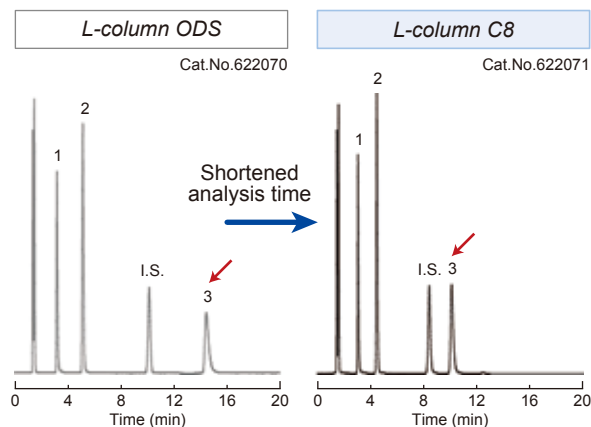 L-column ODS
Cat.No.622070
1
2
I.S.
3
0 4 8 12 16 20
Time (min)
Shortened
analysis time
L-column C8
Cat.No.622071
1
2
I.S. 3
0 4 8 12 16 20
Time (min)